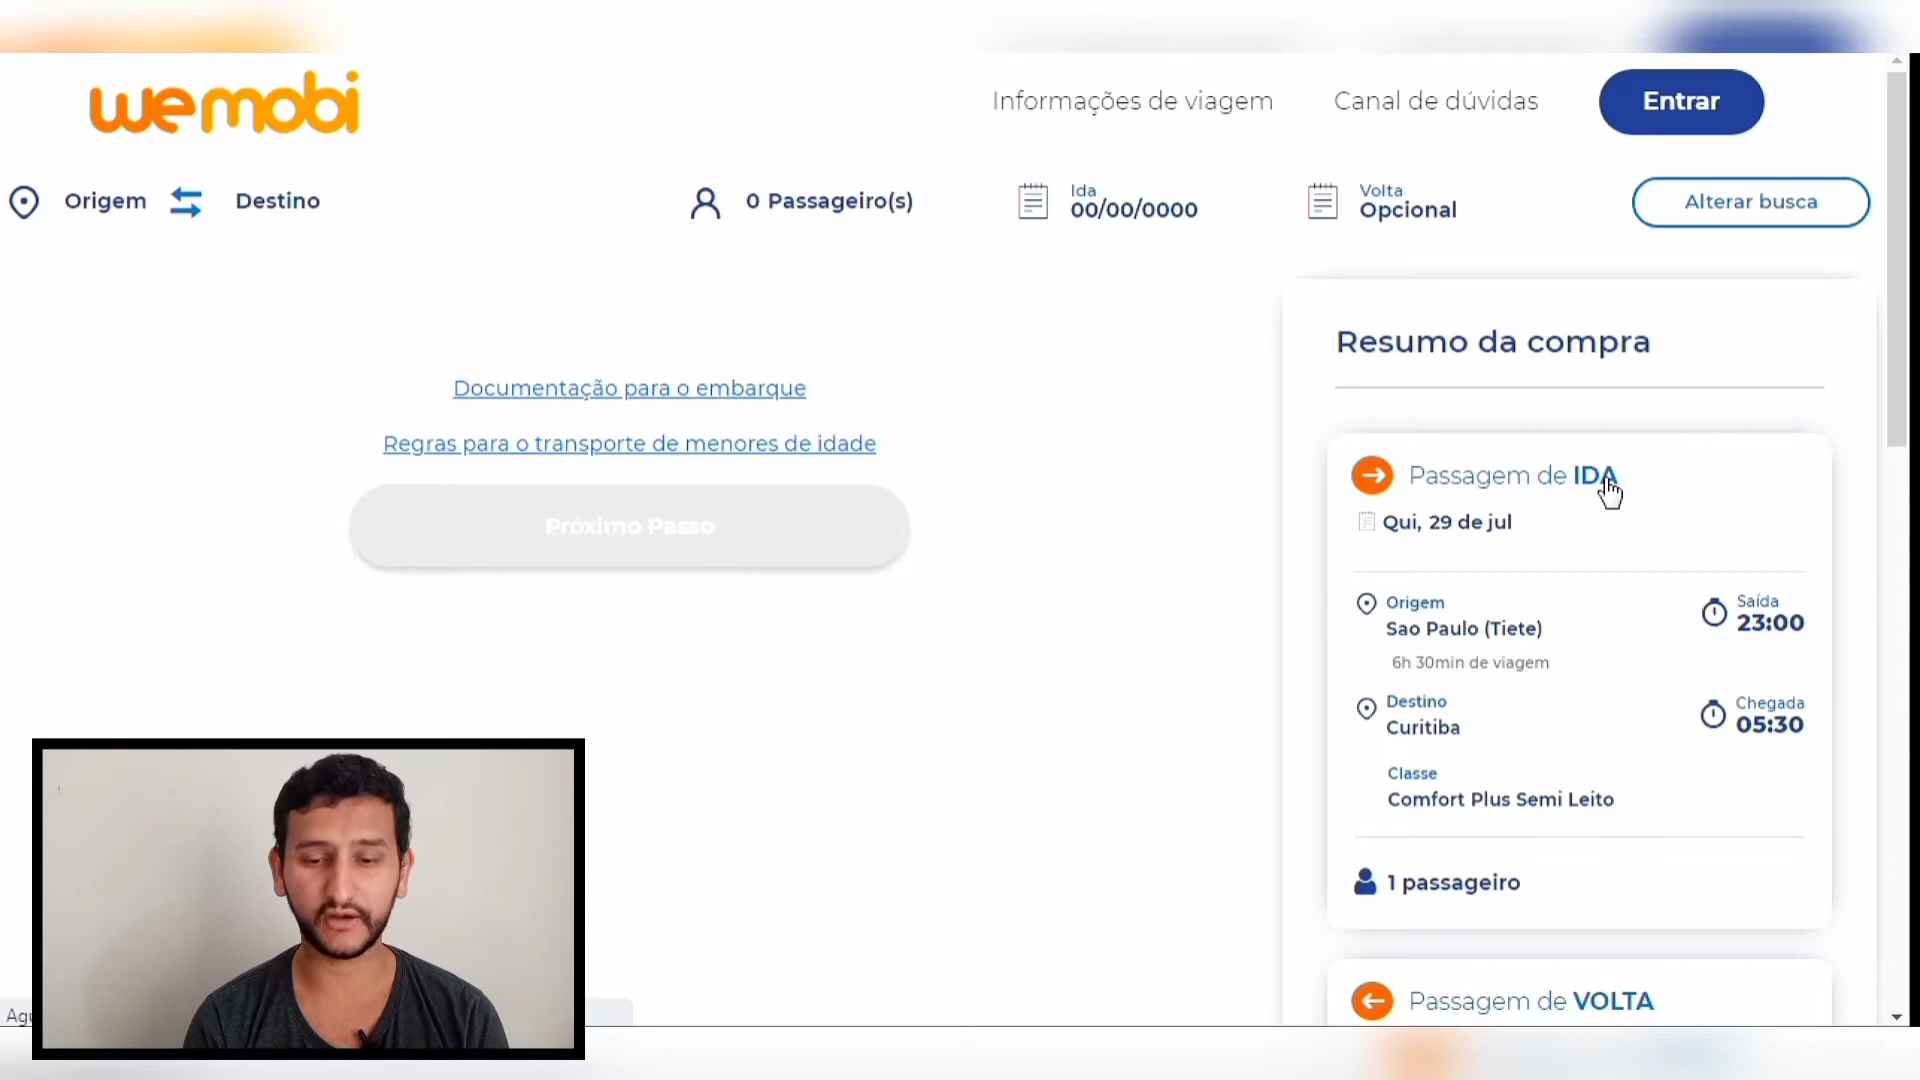 wemobi
Informações de viagem
Canal de dúvidas
Entrar
Origem
Destino
0 Passageiro(s)
Ida
00/00/0000
Volta
Opcional
Alterar busca
Documentação para o embarque
Regras para o transporte de menores de idade
Próximo Passo
Resumo da compra
Passagem de IDA
Qui, 29 de jul
Origem
Sao Paulo (Tiete)
Saída
23:00
6h 30min de viagem
Destino
Curitiba
Chegada
05:30
Classe
Comfort Plus Semi Leito
1 passageiro
Passagem de VOLTA